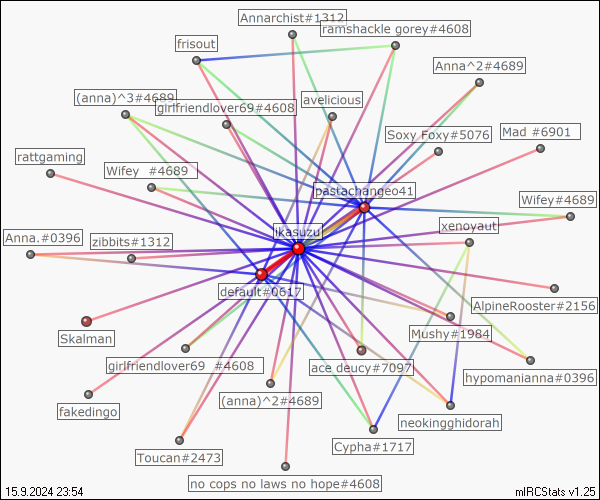 Annarchist#1312
ramshackle gorey#4608
frisout
Anna^2#4689
(anna)^3#4689
girlfriendlover69#4608
avelicious
Soxy Foxy#5076
Mad #6901
rattgaming
Wifey #4689
pastachangeo41
Wifey#4689
ikasuzu
xenoyaut
Anna.#0396
zibbits#1312
default#0617
AlpineRooster#2156
Skalman
Mushy#1984
girlfriendlover69 #4608
ace deucy#7097
hypomanianna#0396
(anna)^2#4689
fakedingo
neokingghidorah
Cypha#1717
Toucan#2473
no cops no laws no hope#4608
15.9.2024 23:54
mIRCStats v1.25